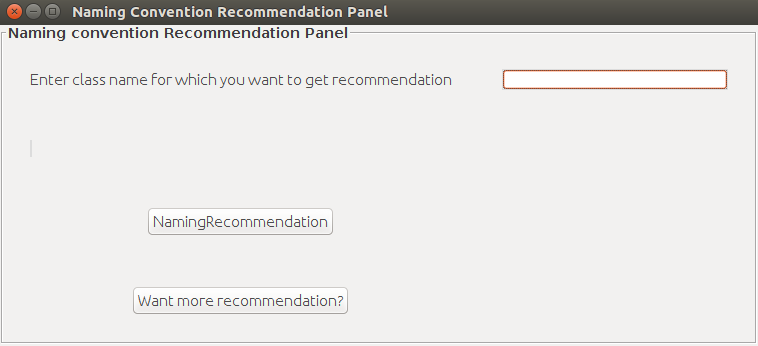 Naming Convention Recommendation Panel
Naming convention Recommendation Panel
Enter class name for which you want to get recommendation
NamingRecommendation
Want more recommendation?